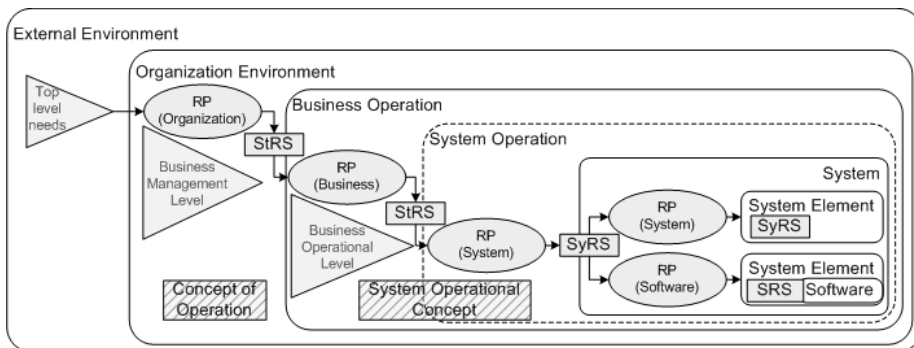 External Environment
Organization Environment
Top
level
needs
RP
(Organization)
Business Operation
StRS
System Operation
Business
Management
Level
RP
(Business)
System
StRS
RP
(System)
System Element
SyRS
Business
Operational
Level
RP
(System)
SyRS
RP
(Software)
System Element
SRS
Software
Concept of
Operation
System Operational
Concept